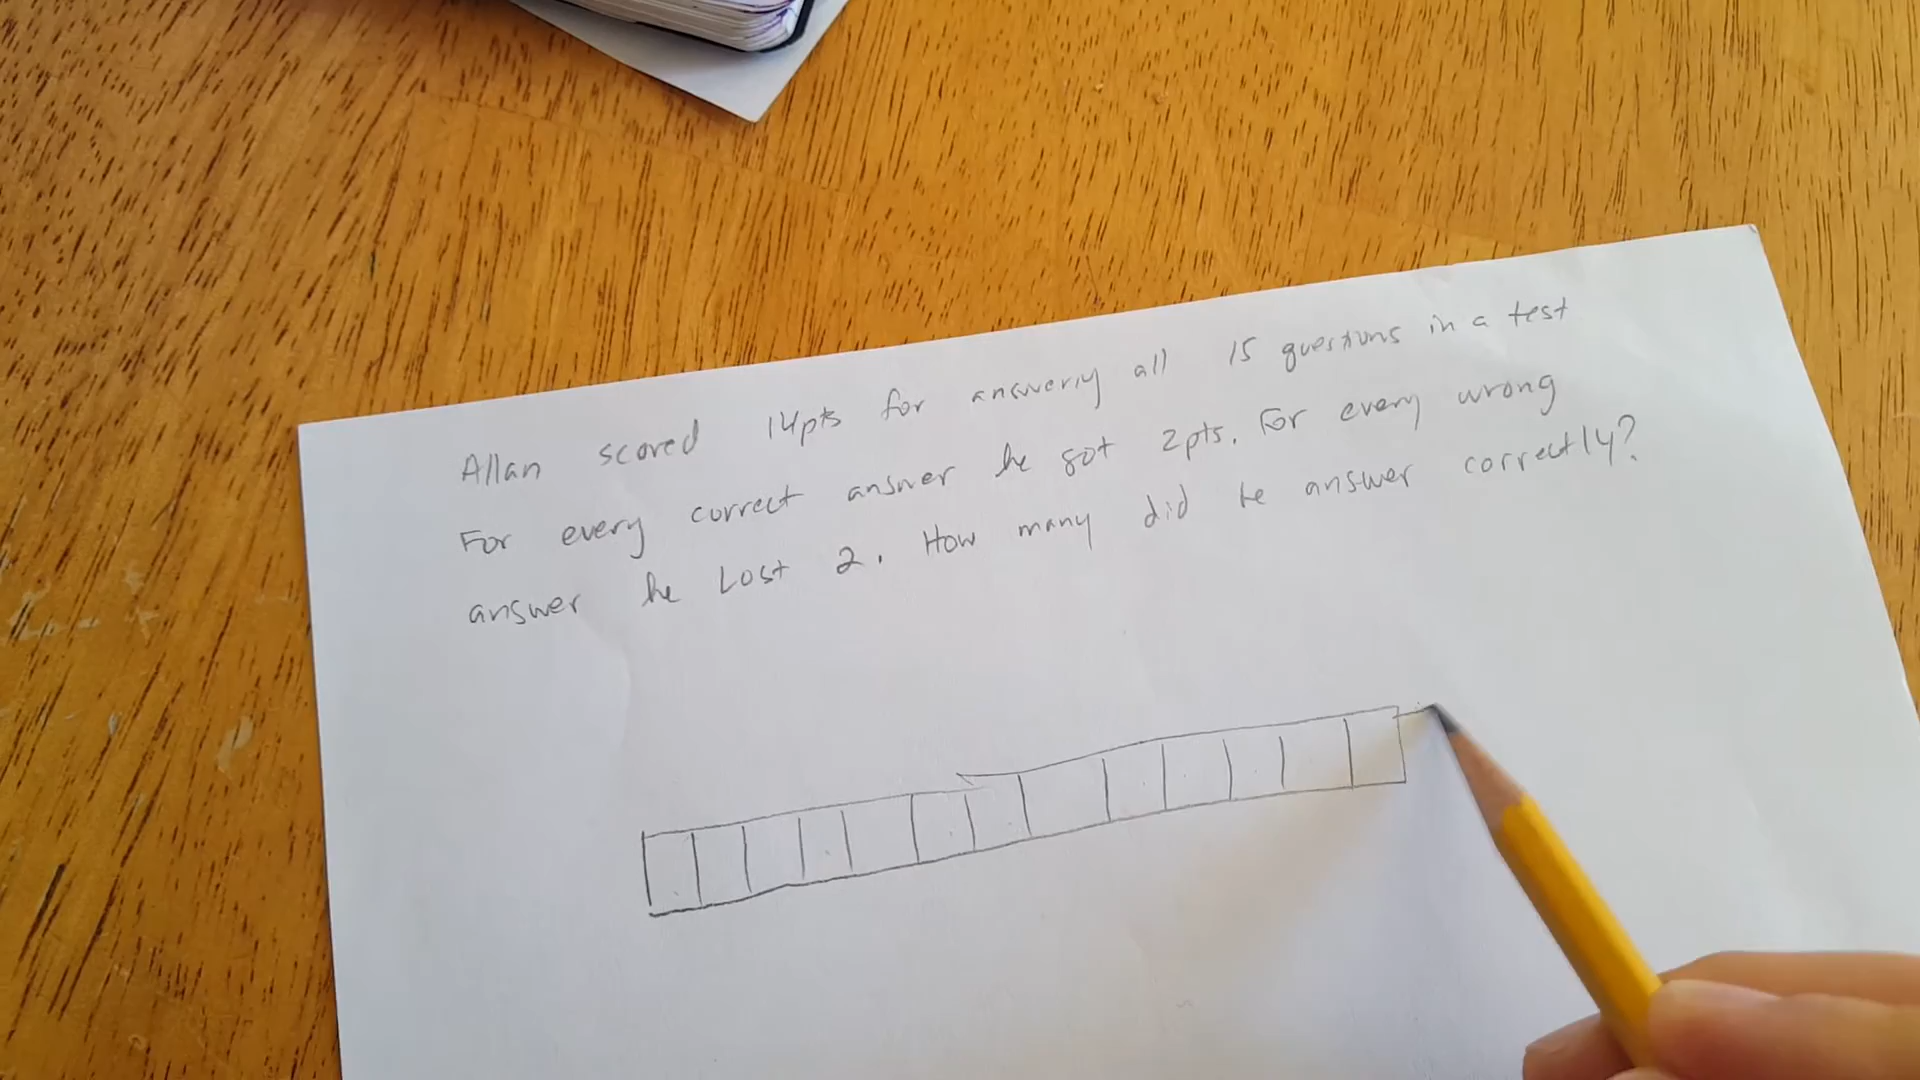 Allan scored 14pts for answering all 15 questions in a test
For every correct answer he got 2pts. For every wrong
answer he Lost 2. How many did he answer correctly?